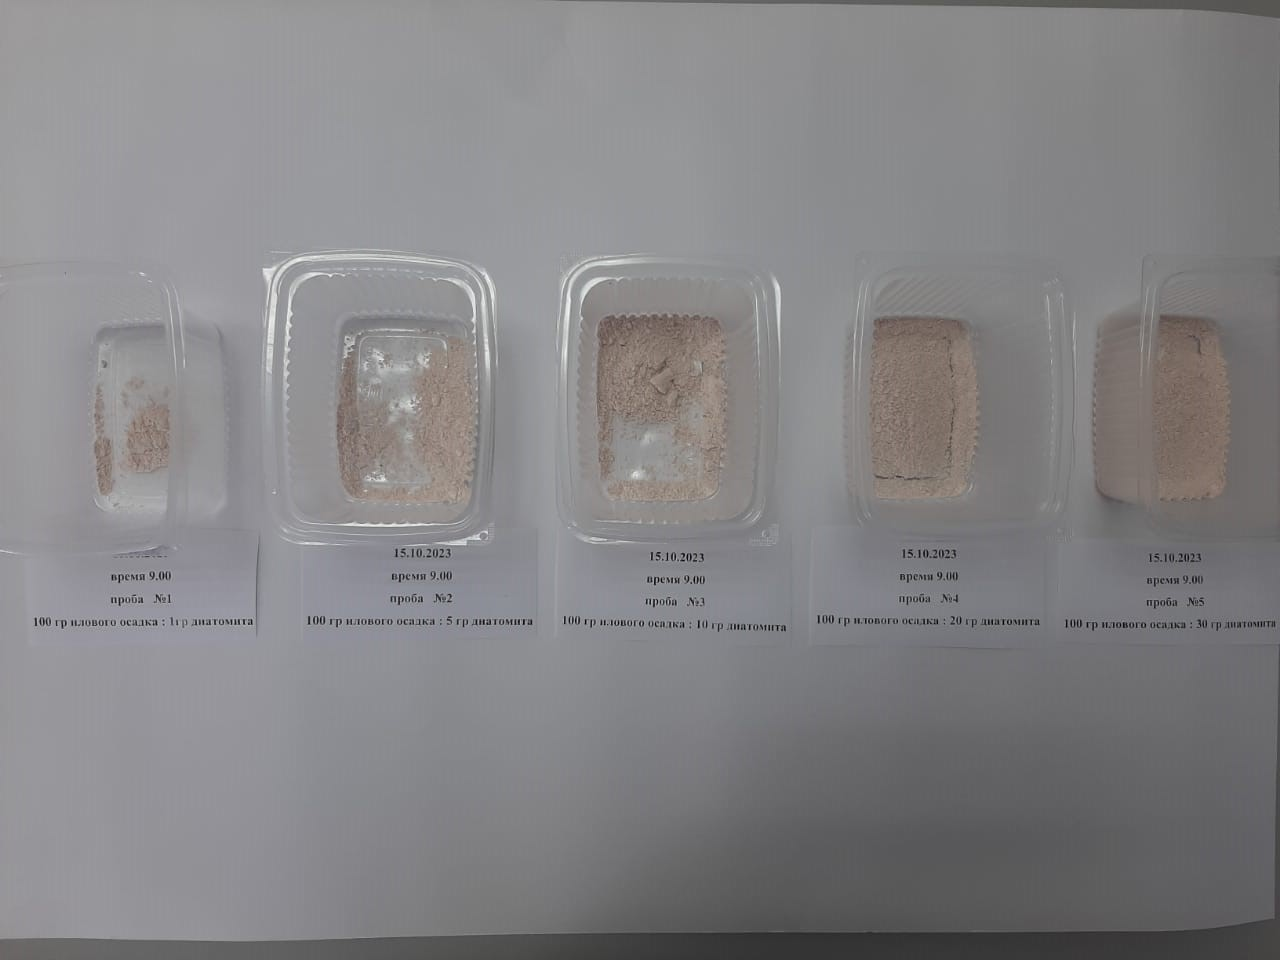 время 9.00
проба №1
100 гр илового осадка : 1гр диатомита
15.10.2023
время 9.00
проба №2
100 гр илового осадка : 5 гр диатомита
15.10.2023
время 9.00
проба №3
100 гр илового осадка : 10 гр диатомита
15.10.2023
время 9.00
проба №4
100 гр илового осадка : 20 гр диатомита
15.10.2023
время 9.00
проба №5
100 гр илового осадка : 30 гр диатомита